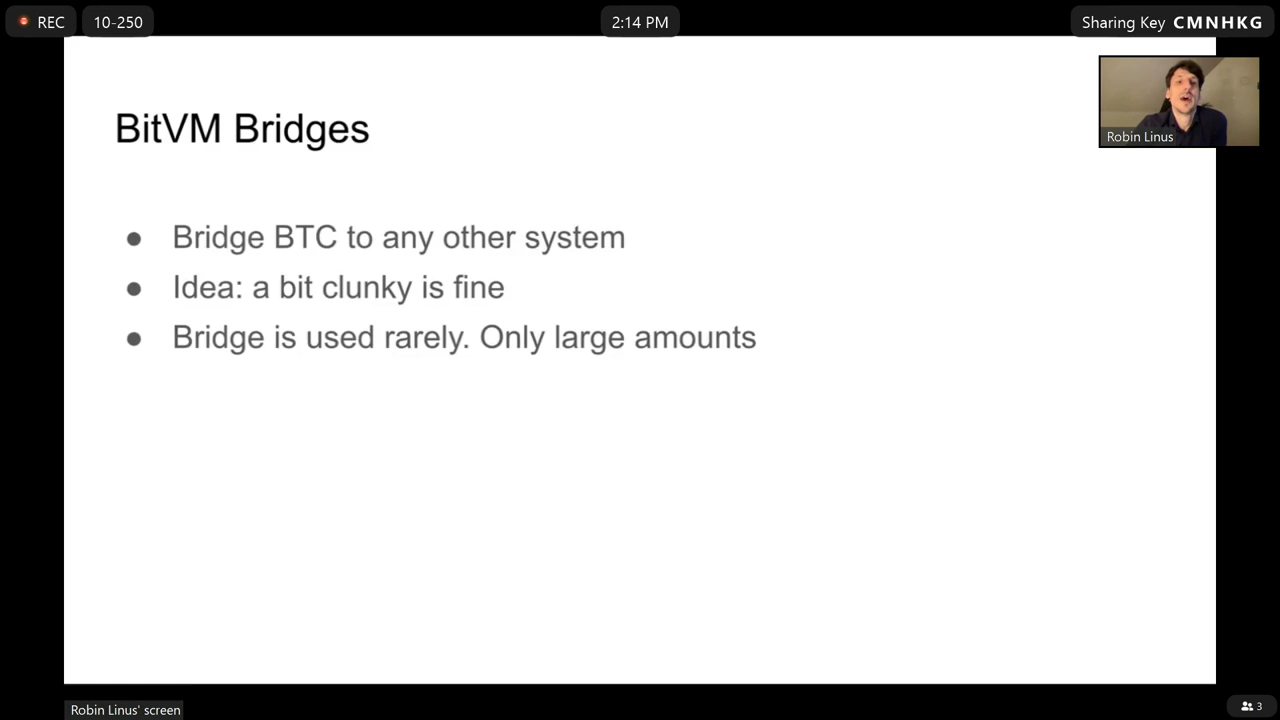 REC
10-250
2:14 PM
Sharing Key CMNHKG
BitVM Bridges
Robin Linus
● Bridge BTC to any other system
● Idea: a bit clunky is fine
● Bridge is used rarely. Only large amounts
Robin Linus' screen
3